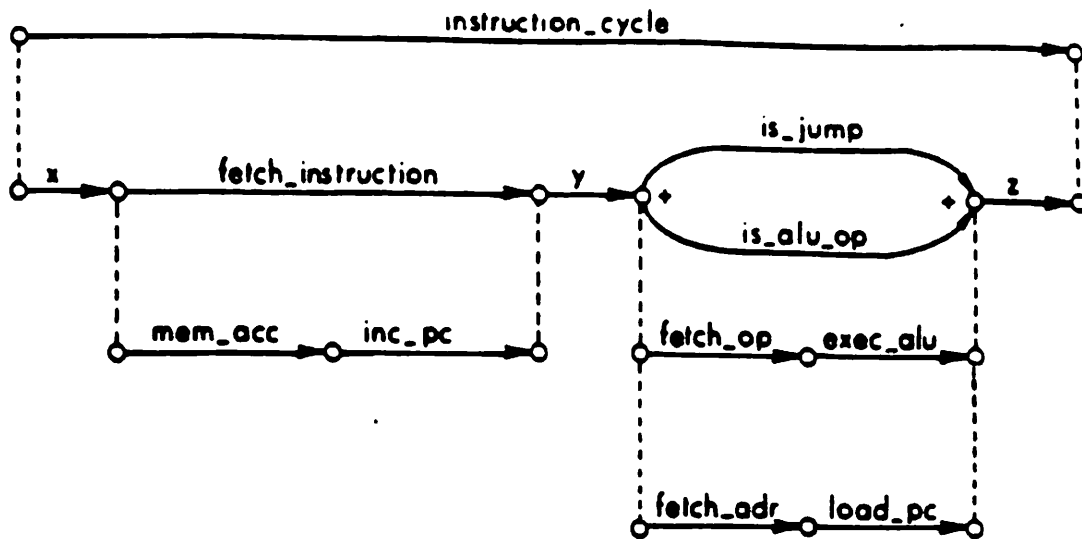 instruction_cycle
is_jump
x fetch_instruction y + + z
is_alu_op
mem_acc inc_pc fetch_op exec_alu
fetch_adr load_pc